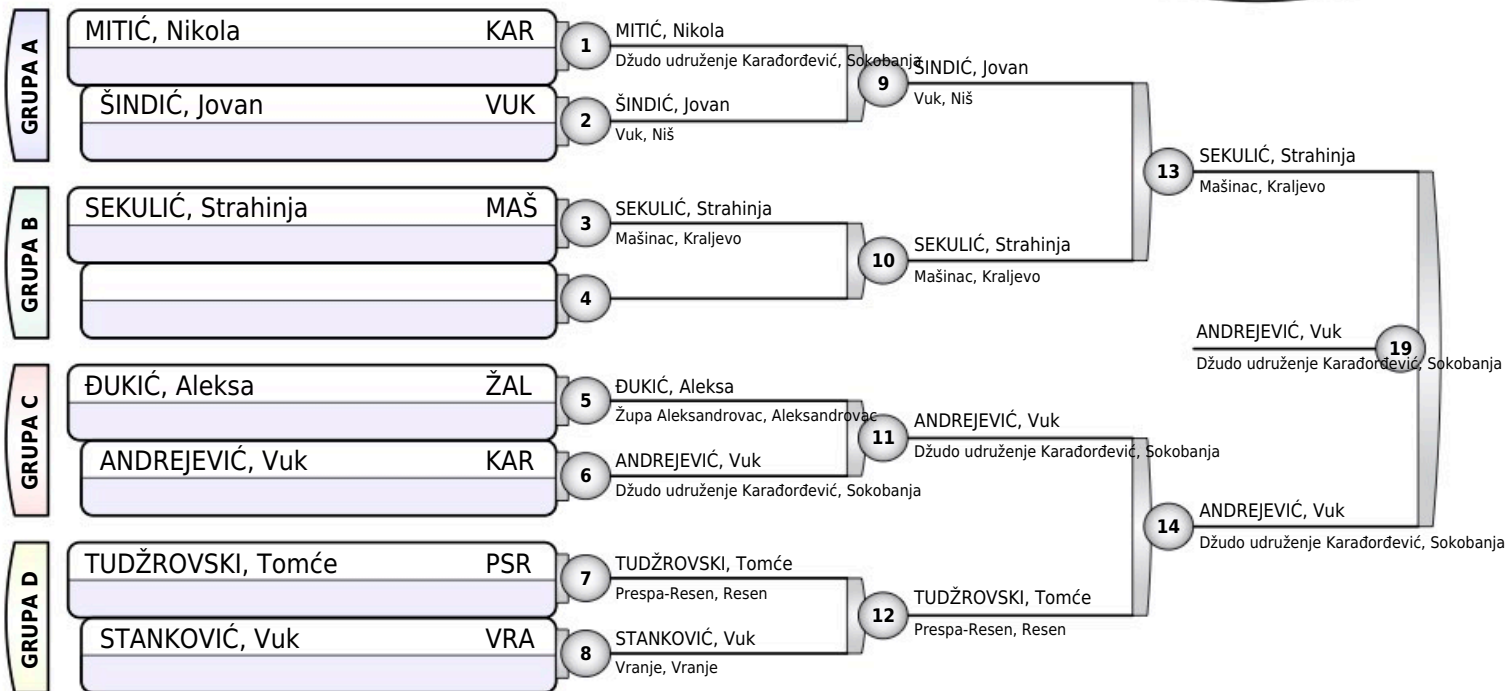 GRUPA A
MITIĆ, Nikola KAR
ŠINDIĆ, Jovan VUK
GRUPA B
SEKULIĆ, Strahinja MAŠ
GRUPA C
ĐUKIĆ, Aleksa ŽAL
ANDREJEVIĆ, Vuk KAR
GRUPA D
TUDŽROVSKI, Tomće PSR
STANKOVIĆ, Vuk VRA
1
MITIĆ, Nikola
Džudo udruženje Karađorđević, Sokobanja
2
ŠINDIĆ, Jovan
Vuk, Niš
3
SEKULIĆ, Strahinja
Mašinac, Kraljevo
4
5
ĐUKIĆ, Aleksa
Župa Aleksandrovac, Aleksandrovac
6
ANDREJEVIĆ, Vuk
Džudo udruženje Karađorđević, Sokobanja
7
TUDŽROVSKI, Tomće
Prespa-Resen, Resen
8
STANKOVIĆ, Vuk
Vranje, Vranje
9
ŠINDIĆ, Jovan
Vuk, Niš
10
SEKULIĆ, Strahinja
Mašinac, Kraljevo
11
ANDREJEVIĆ, Vuk
Džudo udruženje Karađorđević, Sokobanja
12
TUDŽROVSKI, Tomće
Prespa-Resen, Resen
13
SEKULIĆ, Strahinja
Mašinac, Kraljevo
14
ANDREJEVIĆ, Vuk
Džudo udruženje Karađorđević, Sokobanja
ANDREJEVIĆ, Vuk
19
Džudo udruženje Karađorđević, Sokobanja